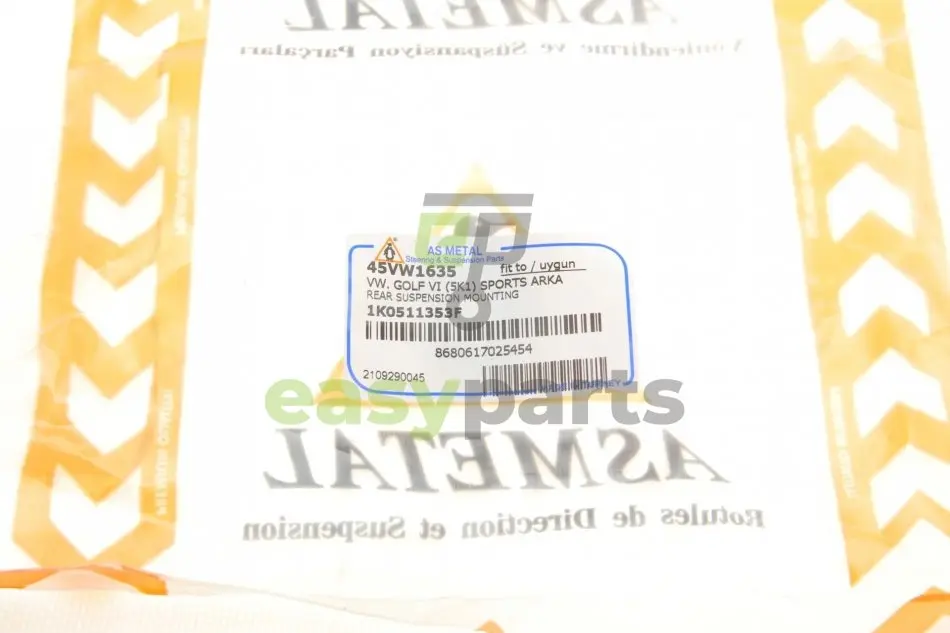 ASMETAL
Yönlendirme ve Süspansiyon Parçaları
AS METAL
Steering & Suspension Parts
45VW1635 fit to / uygun
VW. GOLF VI (5K1) SPORTS ARKA
REAR SUSPENSION MOUNTING
1K0511353F
8680617025454
2109290045
easyparts
ASMETAL
Rotules de Direction et Suspension